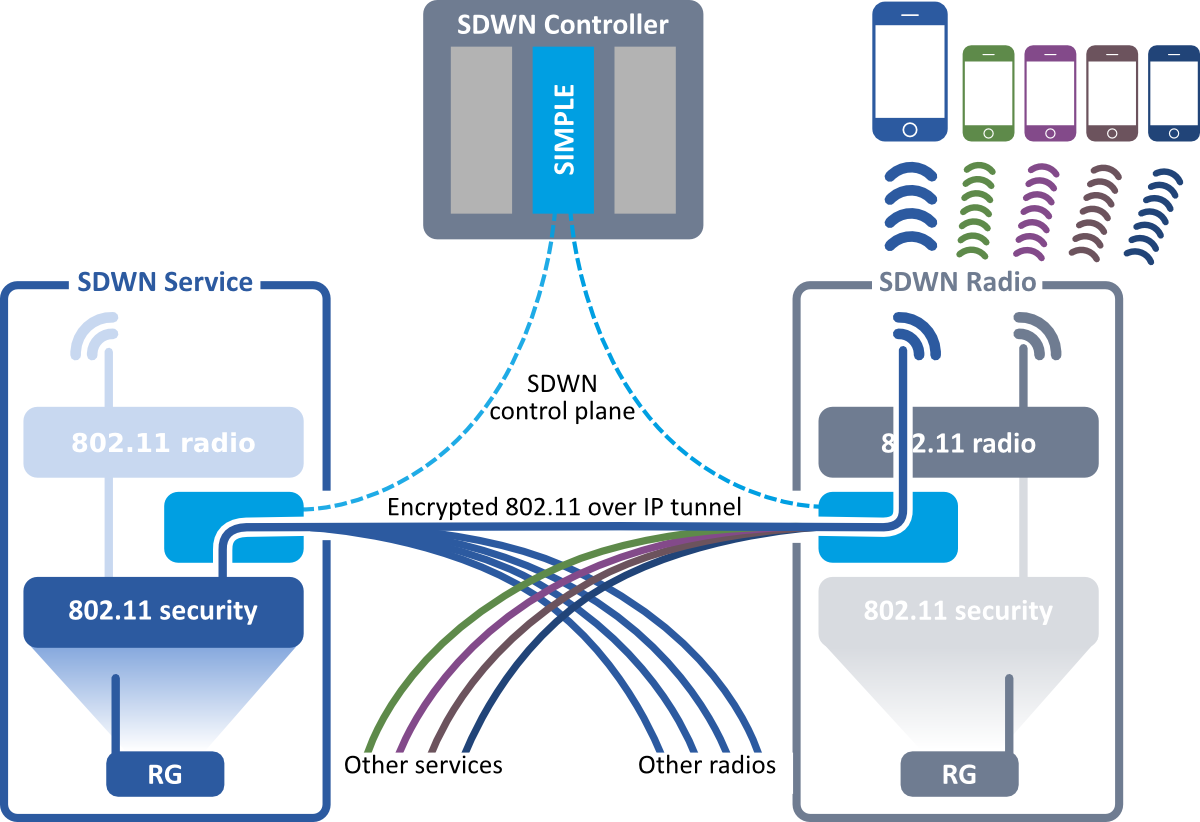 SDWN Controller
SIMPLE
SDWN Service
SDWN Radio
SDWN
control plane
802.11 radio
802.11 radio
Encrypted 802.11 over IP tunnel
802.11 security
802.11 security
Other services
Other radios
RG
RG